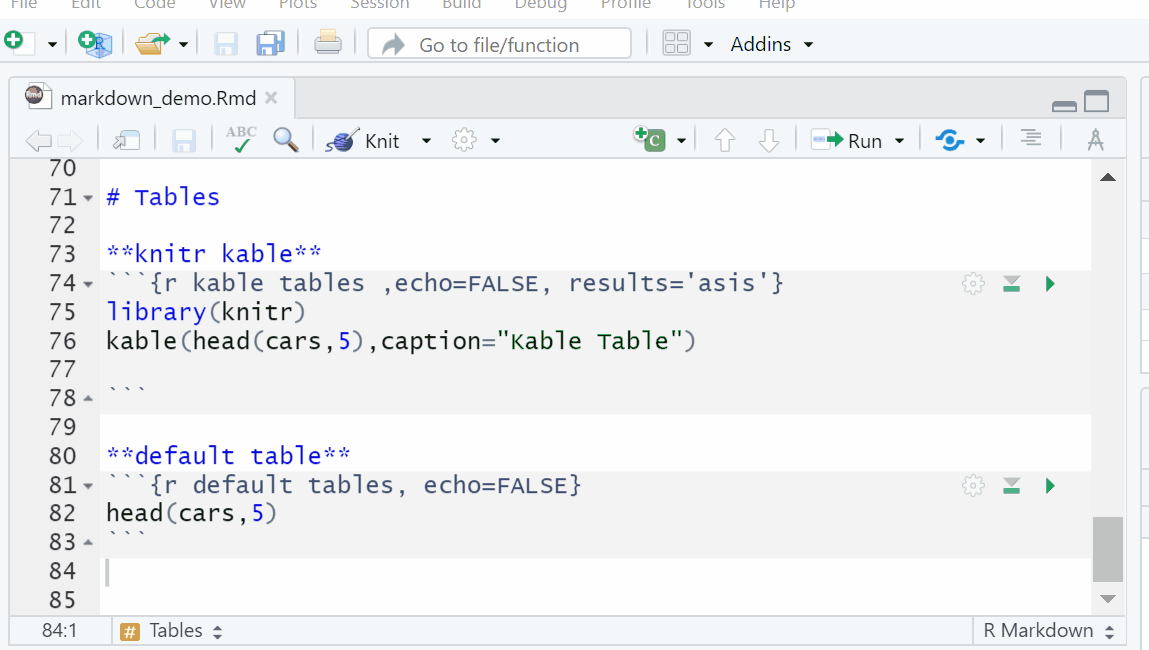 File Edit Code View Plots Session Build Debug Profile Tools Help
R Go to file/function Addins
Rmd markdown_demo.Rmd
ABC Knit C Run
70
71 # Tables
72
73 **knitr kable**
74 ```{r kable tables ,echo=FALSE, results='asis'}
75 library(knitr)
76 kable(head(cars,5),caption="Kable Table")
77
78 ```
79
80 **default table**
81 ```{r default tables, echo=FALSE}
82 head(cars,5)
83 ```
84
85
84:1 # Tables R Markdown